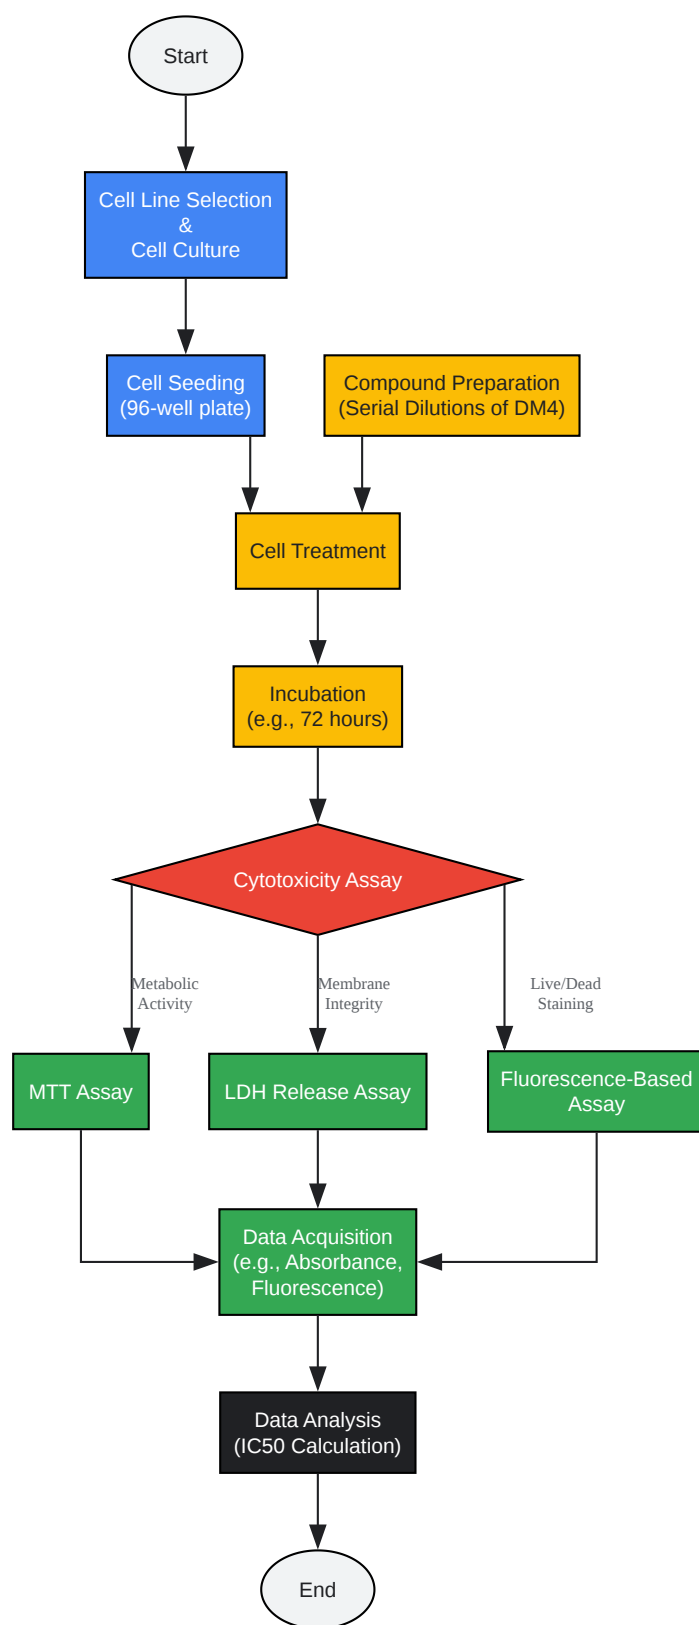 Start
Cell Line Selection
&
Cell Culture
Cell Seeding
(96-well plate)
Compound Preparation
(Serial Dilutions of DM4)
Cell Treatment
Incubation
(e.g., 72 hours)
Cytotoxicity Assay
Metabolic
Activity
Membrane
Integrity
Live/Dead
Staining
MTT Assay
LDH Release Assay
Fluorescence-Based
Assay
Data Acquisition
(e.g., Absorbance,
Fluorescence)
Data Analysis
(IC50 Calculation)
End